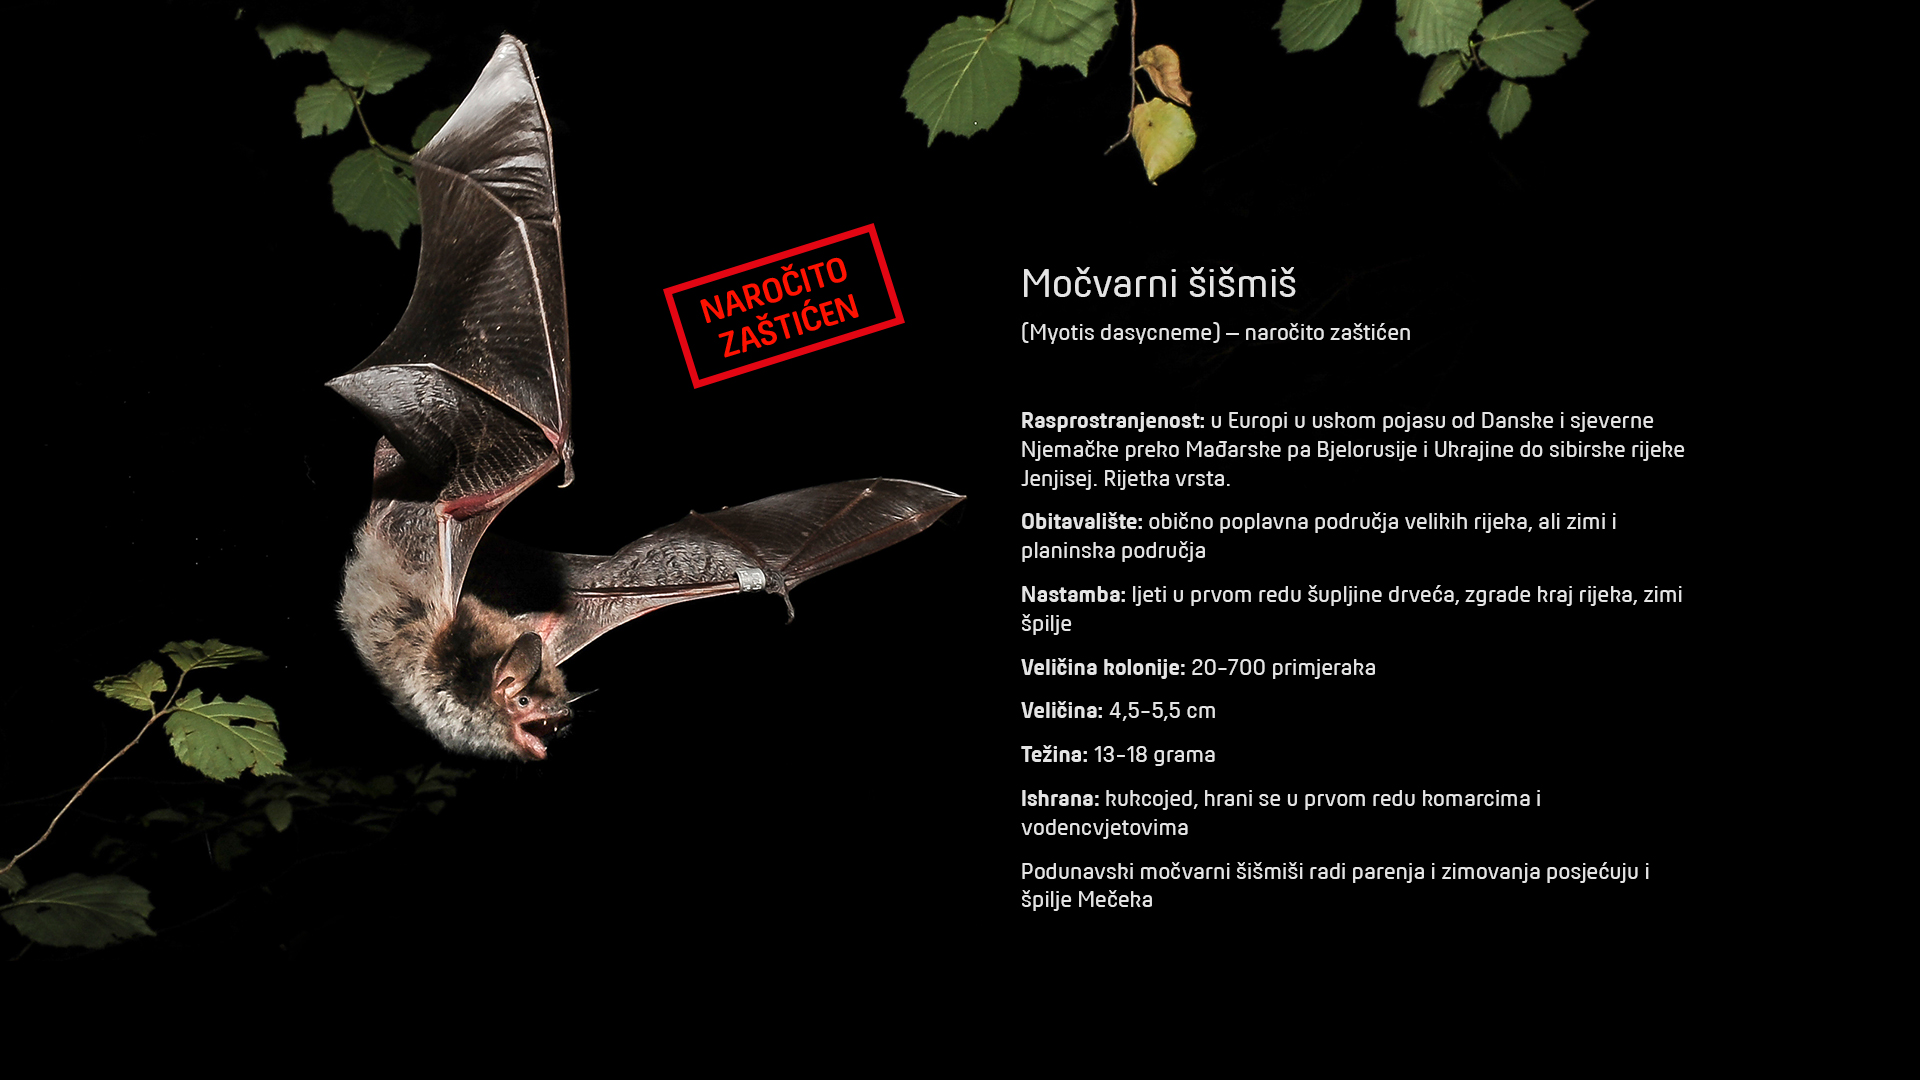 NAROČITO
ZAŠTIĆEN
Močvarni šišmiš
(Myotis dasycneme) – naročito zaštićen
Rasprostranjenost: u Europi u uskom pojasu od Danske i sjeverne
Njemačke preko Mađarske pa Bjelorusije i Ukrajine do sibirske rijeke
Jenjisej. Rijetka vrsta.
Obitavalište: obično poplavna područja velikih rijeka, ali zimi i
planinska područja
Nastamba: ljeti u prvom redu šupljine drveća, zgrade kraj rijeka, zimi
špilje
Veličina kolonije: 20-700 primjeraka
Veličina: 4,5-5,5 cm
Težina: 13-18 grama
Ishrana: kukcojed, hrani se u prvom redu komarcima i
vodencvjetovima
Podunavski močvarni šišmiši radi parenja i zimovanja posjećuju i
špilje Mečeka